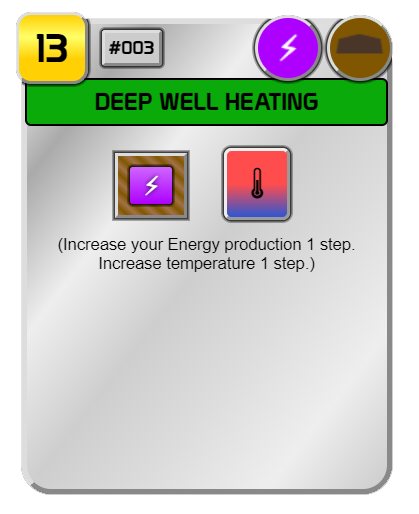 13 #003
DEEP WELL HEATING
(Increase your Energy production 1 step.
Increase temperature 1 step.)